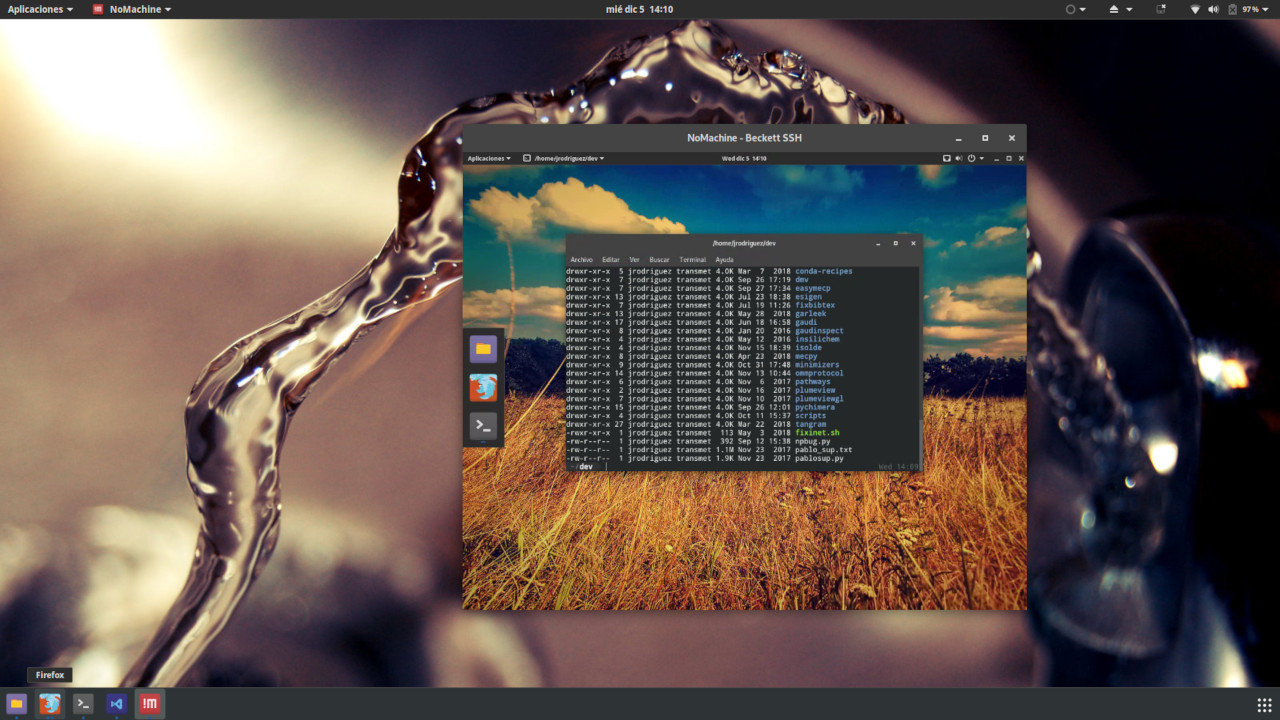 Aplicaciones NoMachine mié dic 5 14:10 97%
NoMachine - Beckett SSH
Aplicaciones /home/jrodriguez/dev Wed dic 5 14:10
/home/jrodriguez/dev
Archivo Editar Ver Buscar Terminal Ayuda
drwxr-xr-x 5 jrodriguez transmet 4.0K Mar 7 2018 conda-recipes
drwxr-xr-x 7 jrodriguez transmet 4.0K Sep 26 17:19 dmv
drwxr-xr-x 7 jrodriguez transmet 4.0K Sep 27 17:34 easymecp
drwxr-xr-x 13 jrodriguez transmet 4.0K Jul 23 18:38 esigen
drwxr-xr-x 7 jrodriguez transmet 4.0K Jul 19 11:26 fixbibtex
drwxr-xr-x 13 jrodriguez transmet 4.0K May 28 2018 garleek
drwxr-xr-x 17 jrodriguez transmet 4.0K Jun 18 16:58 gaudi
drwxr-xr-x 8 jrodriguez transmet 4.0K Jan 20 2016 gaudinspect
drwxr-xr-x 4 jrodriguez transmet 4.0K May 12 2016 insilichem
drwxr-xr-x 4 jrodriguez transmet 4.0K Nov 15 18:39 isolde
drwxr-xr-x 8 jrodriguez transmet 4.0K Apr 23 2018 mecpy
drwxr-xr-x 9 jrodriguez transmet 4.0K Oct 31 17:48 minimizers
drwxr-xr-x 14 jrodriguez transmet 4.0K Nov 13 10:44 ommprotocol
drwxr-xr-x 6 jrodriguez transmet 4.0K Nov 6 2017 pathways
drwxr-xr-x 2 jrodriguez transmet 4.0K Nov 16 2017 plumeview
drwxr-xr-x 7 jrodriguez transmet 4.0K Nov 10 2017 plumeviewgl
drwxr-xr-x 15 jrodriguez transmet 4.0K Sep 26 12:01 pychimera
drwxr-xr-x 4 jrodriguez transmet 4.0K Oct 11 15:37 scripts
drwxr-xr-x 27 jrodriguez transmet 4.0K Mar 22 2018 tangram
-rwxr-xr-x 1 jrodriguez transmet 113 May 3 2018 fixinet.sh
-rw-r--r-- 1 jrodriguez transmet 392 Sep 12 15:38 npbug.py
-rw-r--r-- 1 jrodriguez transmet 1.1M Nov 23 2017 pablo_sup.txt
-rw-r--r-- 1 jrodriguez transmet 1.9K Nov 23 2017 pablosup.py
~/dev Wed 14:09
Firefox